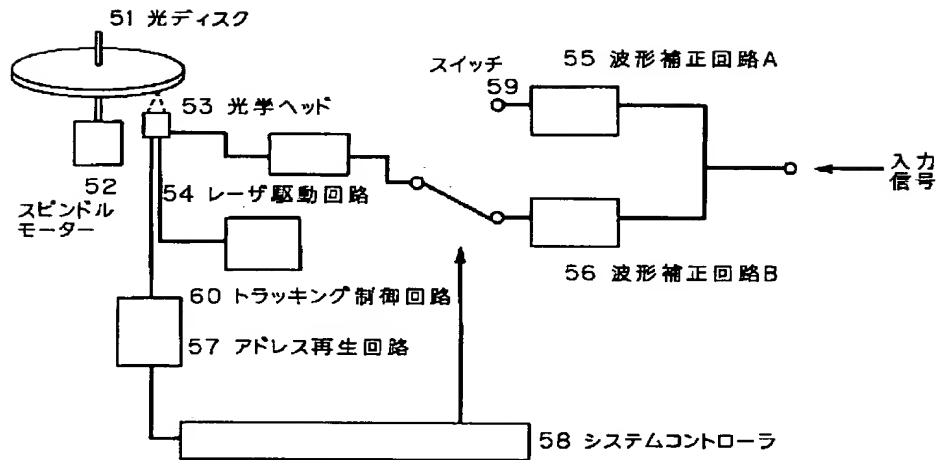 51 光ディスク
スイッチ
59
55 波形補正回路A
53 光学ヘッド
入力
信号
52
スピンドル
モーター
54 レーザ駆動回路
56 波形補正回路B
60 トラッキング制御回路
57 アドレス再生回路
58 システムコントローラ